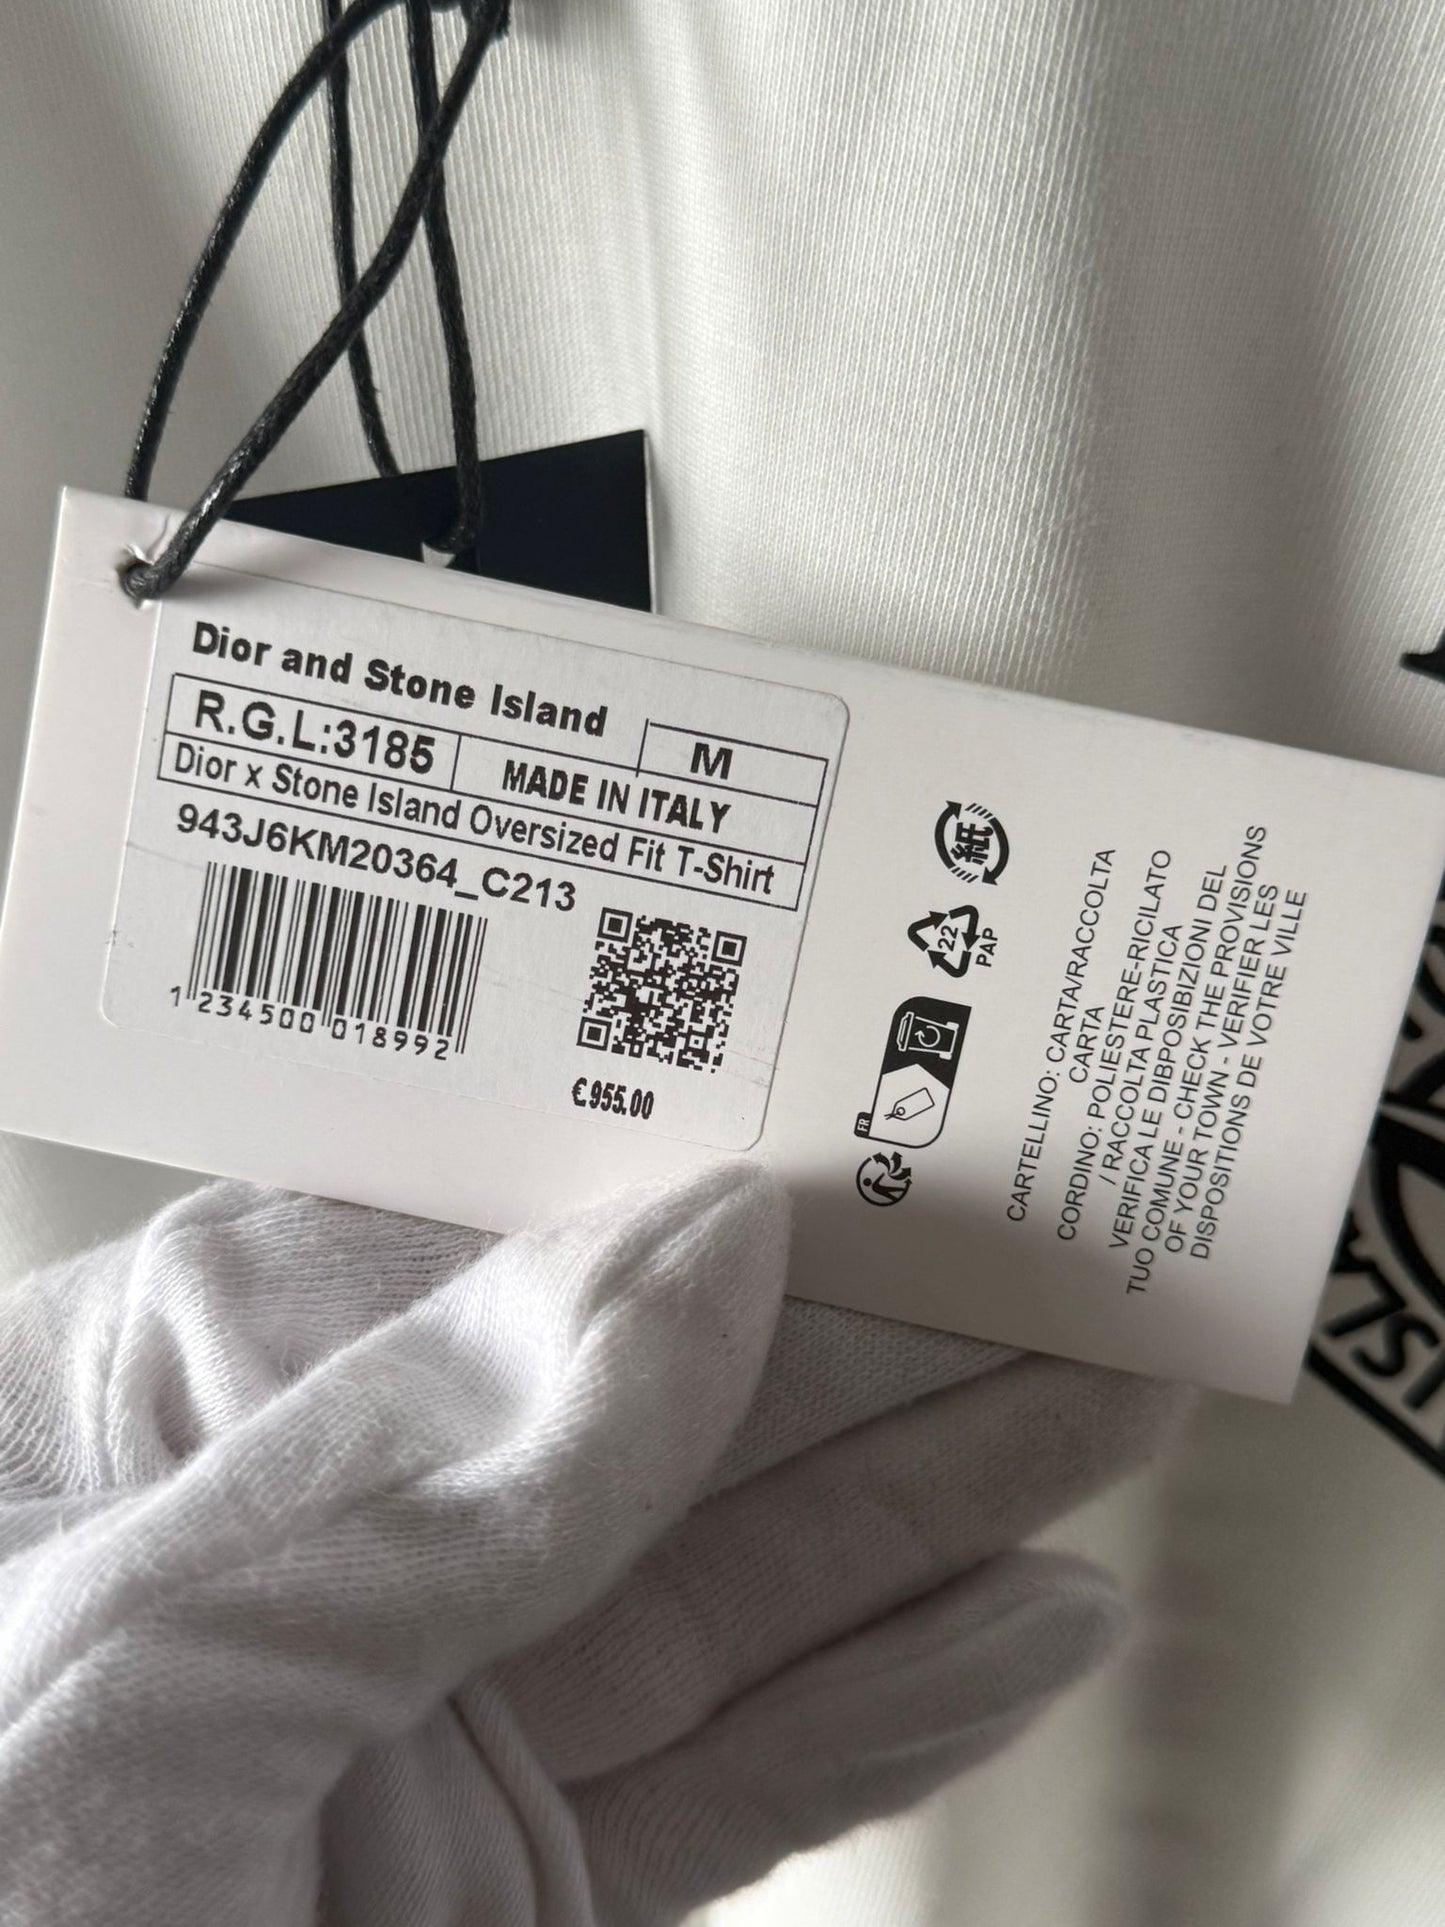 Dior and Stone Island
R.G.L:3185
M
MADE IN ITALY
Dior x Stone Island Oversized Fit T-Shirt
943J6KM20364_C213
1 234500 018992
€955.00
紙
22
PAP
FR
CARTELLINO: CARTA/RACCOLTA
CARTA
CORDINO: POLIESTERE-RICILATO
/ RACCOLTA PLASTICA
VERIFICA LE DIBPOSIBIZIONI DEL
TUO COMUNE - CHECK THE PROVISIONS
OF YOUR TOWN - VERIFIER LES
DISPOSITIONS DE VOTRE VILLE